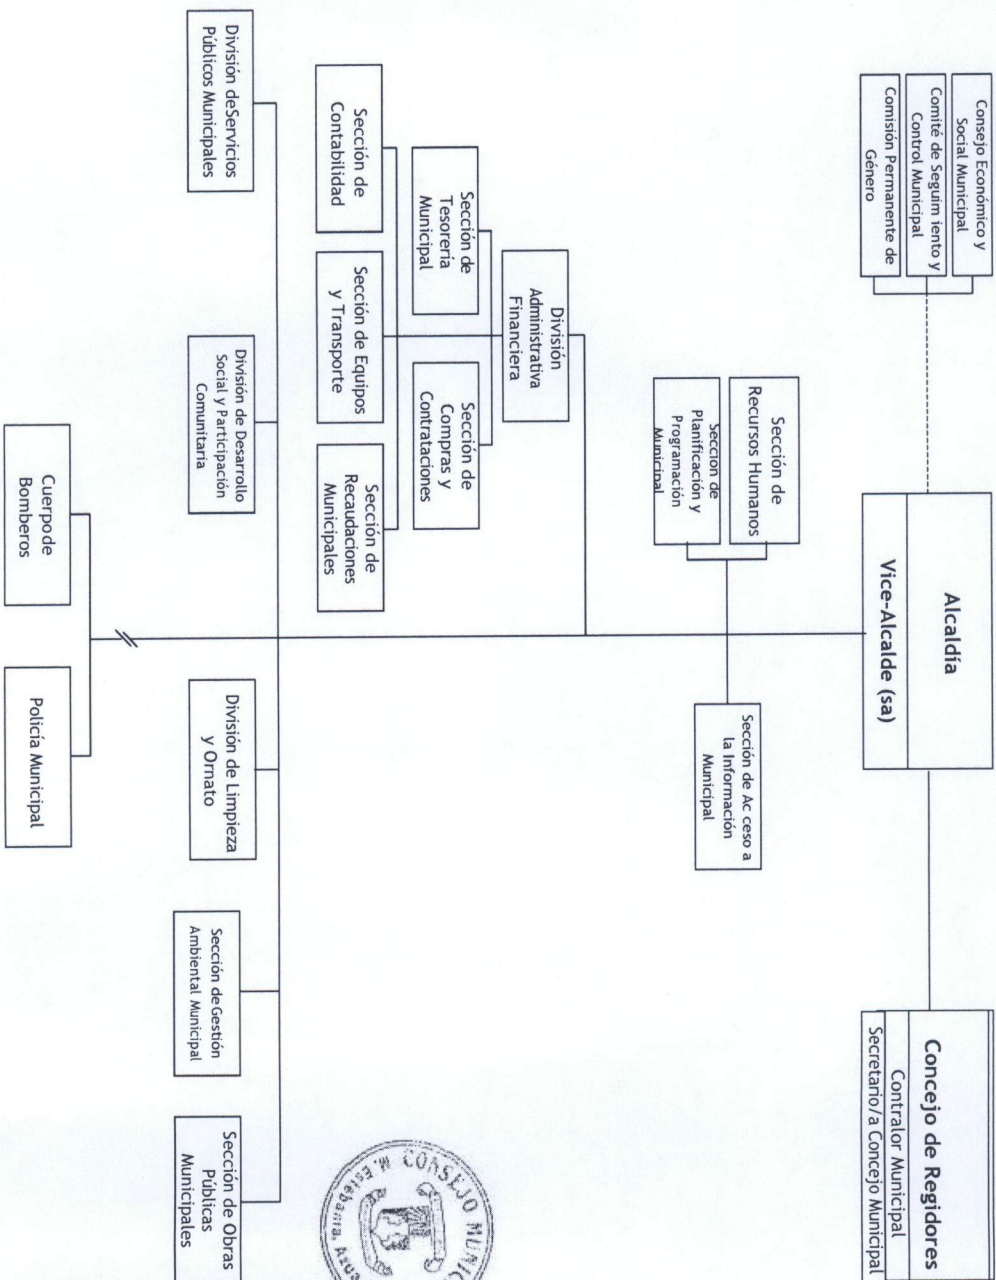 Consejo Económico y
Social Municipal
Comité de Seguim iento y
Control Municipal
Comisión Permanente de
Género
Alcaldía
Vice-Alcalde (sa)
Concejo de Regidores
Contralor Municipal
Secretario/a Concejo Municipal
Sección de
Recursos Humanos
Sección de
Planificación y
Programación
Municipal
Sección de Ac ceso a
la Información
Municipal
División
Administrativa
Financiera
Sección de
Tesorería
Municipal
Sección de
Compras y
Contrataciones
Sección de
Contabilidad
Sección de Equipos
y Transporte
Sección de
Recaudaciones
Municipales
División deServicios
Públicos Municipales
División de Desarrollo
Social y Participación
Comunitaria
División de Limpieza
y Ornato
Sección deGestión
Ambiental Municipal
Sección de Obras
Públicas
Municipales
Cuerpode
Bomberos
Policía Municipal